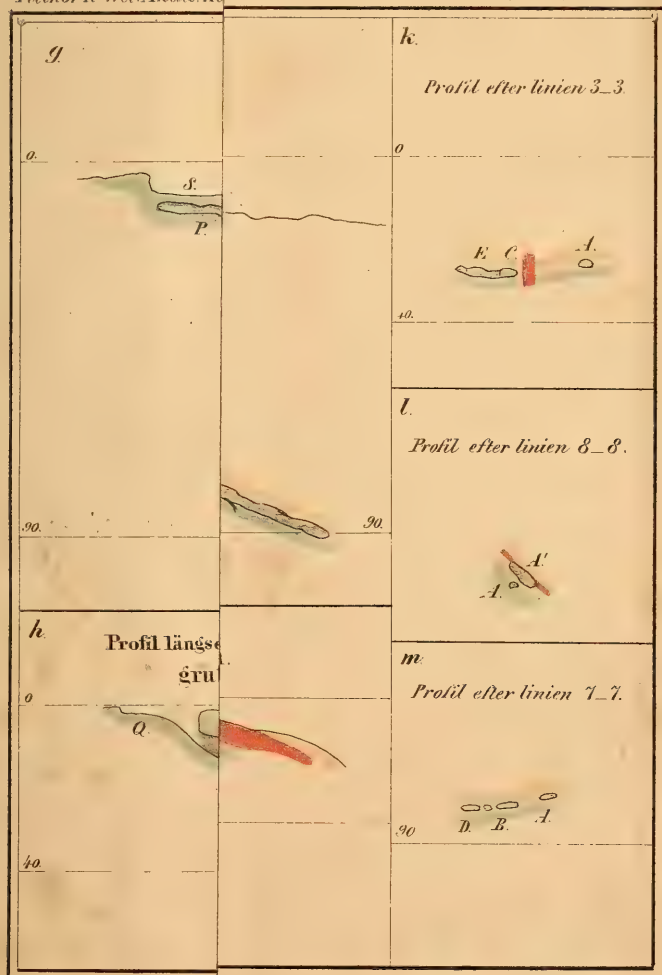 g.
0.
S.
P.
90.
90.
h.
Profil längse
gru
0
Q.
40.
k.
Profil efter linien 3_3.
0
E C. A.
40.
l.
Profil efter linien 8_8.
A'.
A.
m.
Profil efter linien 7_7.
D. B. A.
90